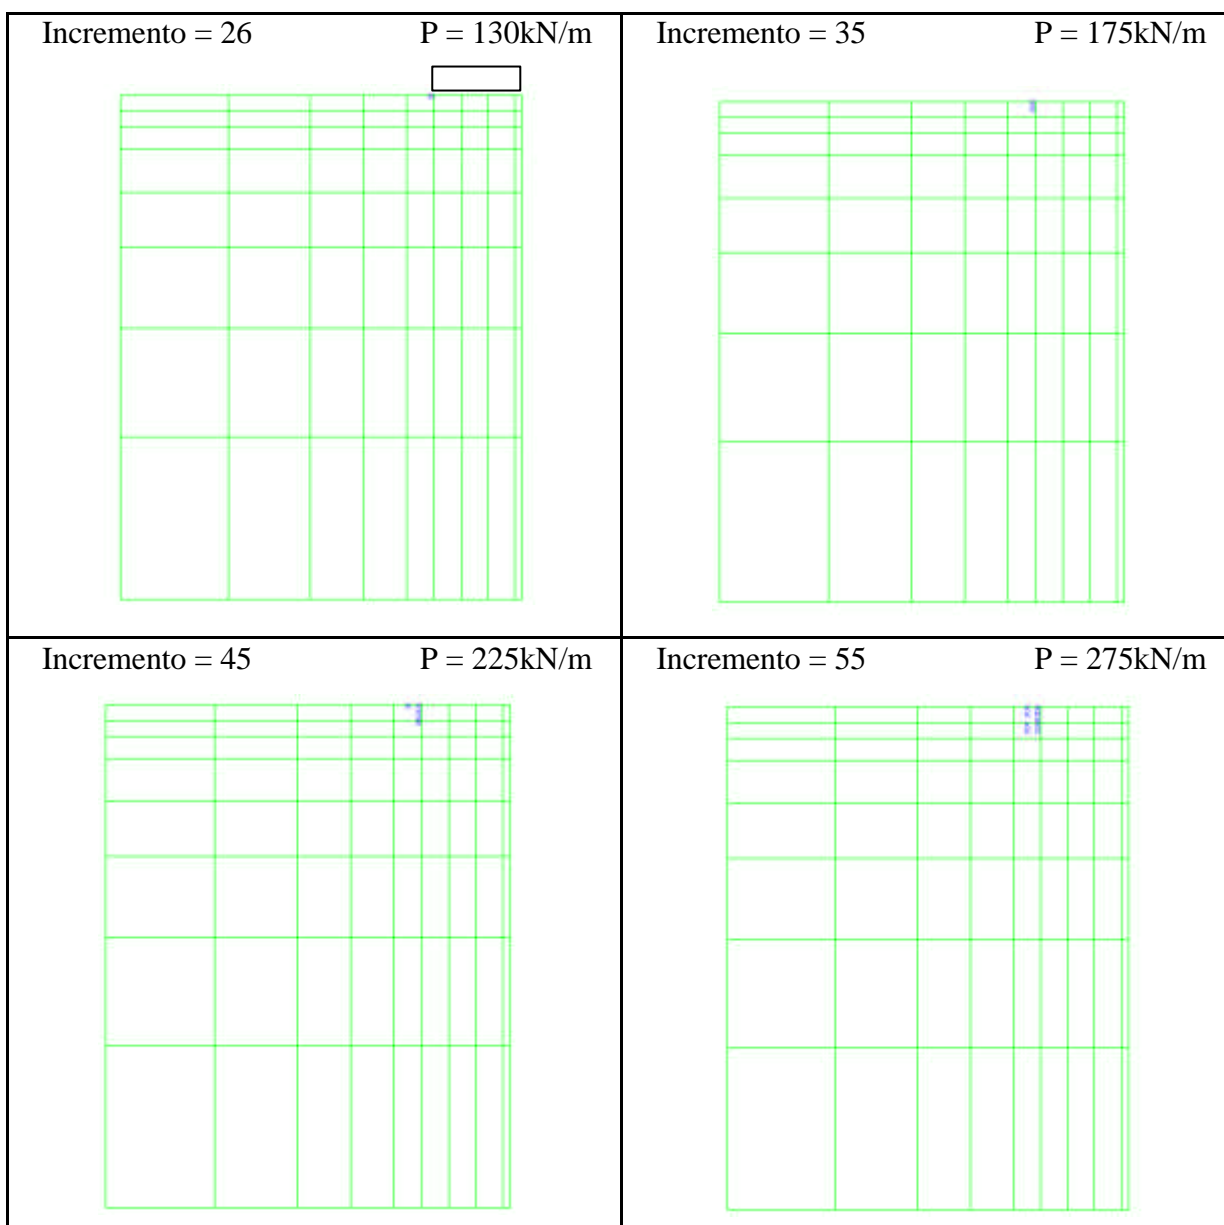 Incremento = 26 P = 130kN/m
Incremento = 35 P = 175kN/m
Incremento = 45 P = 225kN/m
Incremento = 55 P = 275kN/m